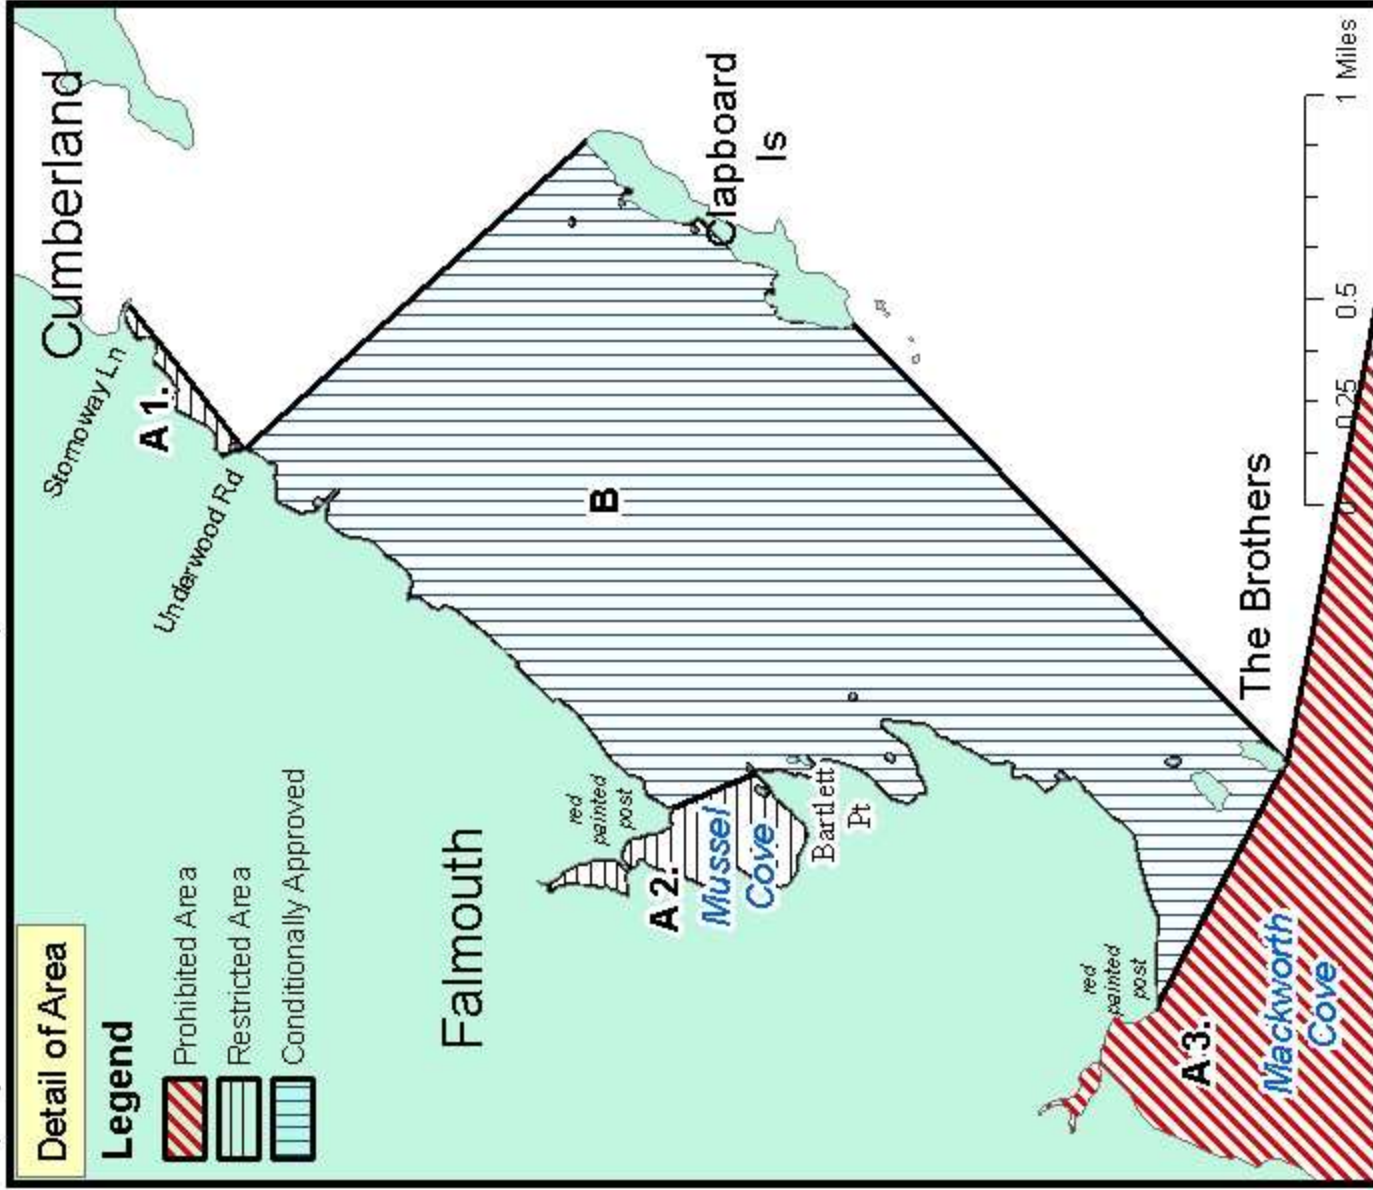 Detail of Area
Legend
Prohibited Area
Restricted Area
Conditionally Approved
Cumberland
Stornoway Ln
A 1.
Underwood Rd
Clapboard
Is
B
Falmouth
red
painted
post
A 2.
Mussel
Cove
Bartlett
Pt
The Brothers
red
painted
post
A 3.
Mackworth
Cove
0 0.25 0.5 1 Miles